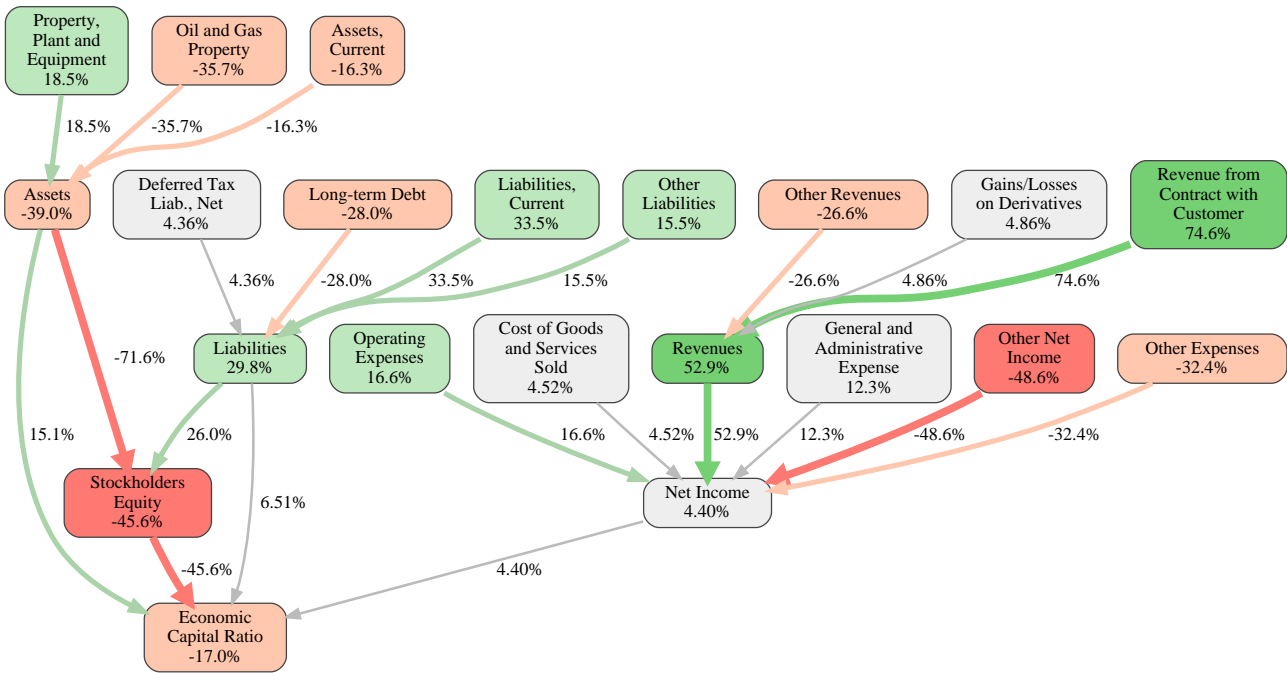 Property,
Plant and
Equipment
18.5%
Oil and Gas
Property
-35.7%
Assets,
Current
-16.3%
18.5%
-35.7%
-16.3%
Assets
-39.0%
Deferred Tax
Liab., Net
4.36%
Long-term Debt
-28.0%
Liabilities,
Current
33.5%
Other
Liabilities
15.5%
Other Revenues
-26.6%
Gains/Losses
on Derivatives
4.86%
Revenue from
Contract with
Customer
74.6%
4.36%
-28.0%
33.5%
15.5%
-26.6%
4.86%
74.6%
-71.6%
Liabilities
29.8%
Operating
Expenses
16.6%
Cost of Goods
and Services
Sold
4.52%
Revenues
52.9%
General and
Administrative
Expense
12.3%
Other Net
Income
-48.6%
Other Expenses
-32.4%
15.1%
26.0%
16.6%
4.52%
52.9%
12.3%
-48.6%
-32.4%
Stockholders
Equity
-45.6%
6.51%
Net Income
4.40%
-45.6%
4.40%
Economic
Capital Ratio
-17.0%